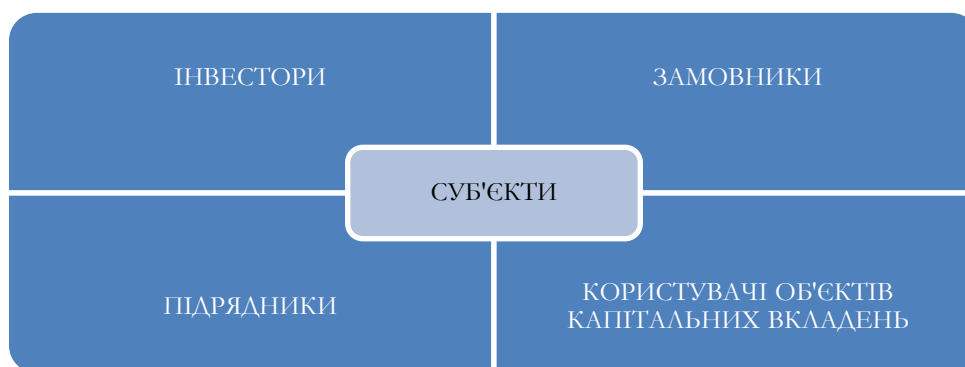 ІНВЕСТОРИ
ЗАМОВНИКИ
СУБ'ЄКТИ
ПІДРЯДНИКИ
КОРИСТУВАЧІ ОБ'ЄКТІВ
КАПІТАЛЬНИХ ВКЛАДЕНЬ